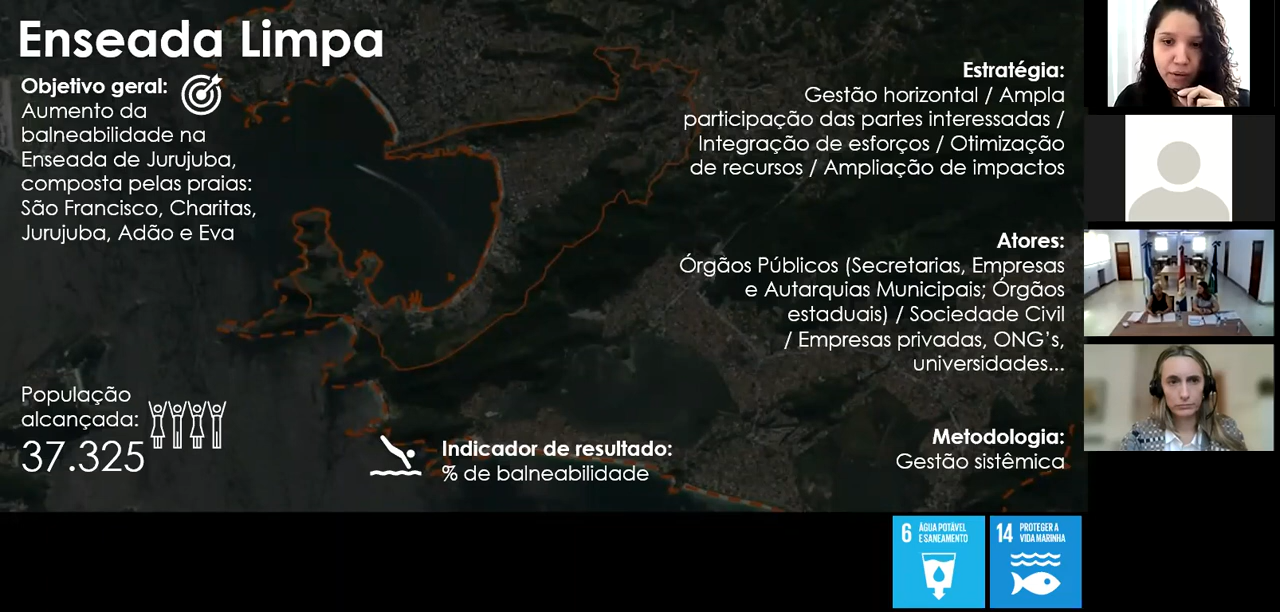 Enseada Limpa
Objetivo geral:
Aumento da
balneabilidade na
Enseada de Jurujuba,
composta pelas praias:
São Francisco, Charitas,
Jurujuba, Adão e Eva
População
alcançada:
37.325
Indicador de resultado:
% de balneabilidade
Estratégia:
Gestão horizontal / Ampla
participação das partes interessadas /
Integração de esforços / Otimização
de recursos / Ampliação de impactos
Atores:
Órgãos Públicos (Secretarias, Empresas
e Autarquias Municipais; Órgãos
estaduais) / Sociedade Civil
/ Empresas privadas, ONG’s,
universidades...
Metodologia:
Gestão sistêmica
6 ÁGUA POTÁVEL
E SANEAMENTO
14 PROTEGER A
VIDA MARINHA